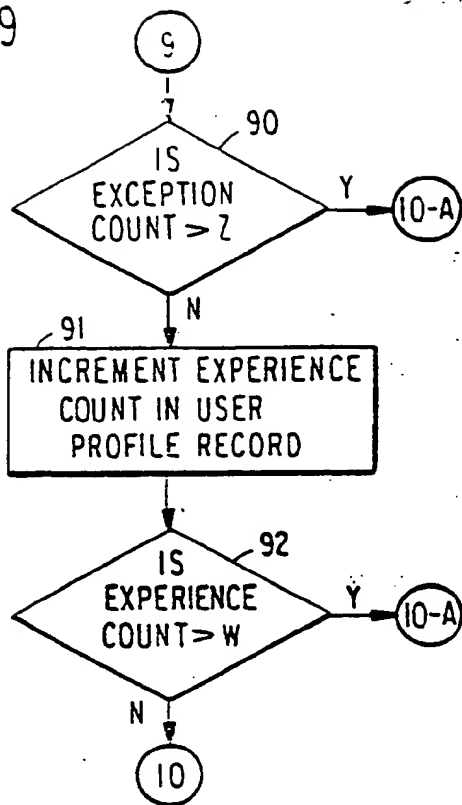 9
9
90
IS
EXCEPTION
COUNT > Z
Y
10-A
N
91
INCREMENT EXPERIENCE
COUNT IN USER
PROFILE RECORD
92
IS
EXPERIENCE
COUNT > W
Y
10-A
N
10